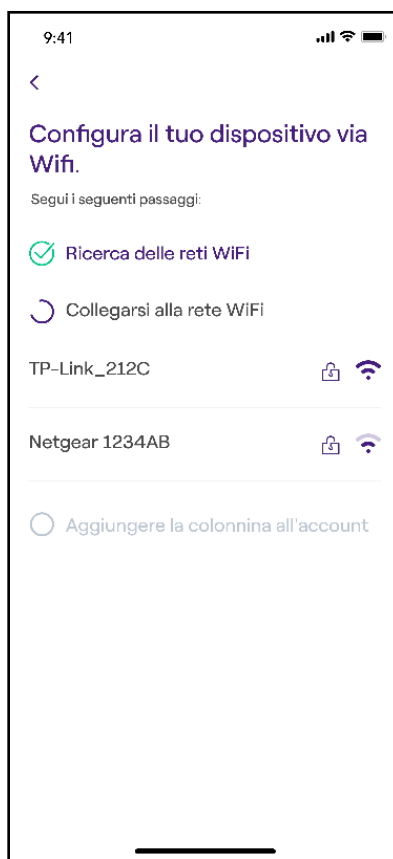 9:41
Configura il tuo dispositivo via
Wifi.
Segui i seguenti passaggi:
Ricerca delle reti WiFi
Collegarsi alla rete WiFi
TP-Link_212C
Netgear 1234AB
Aggiungere la colonnina all'account